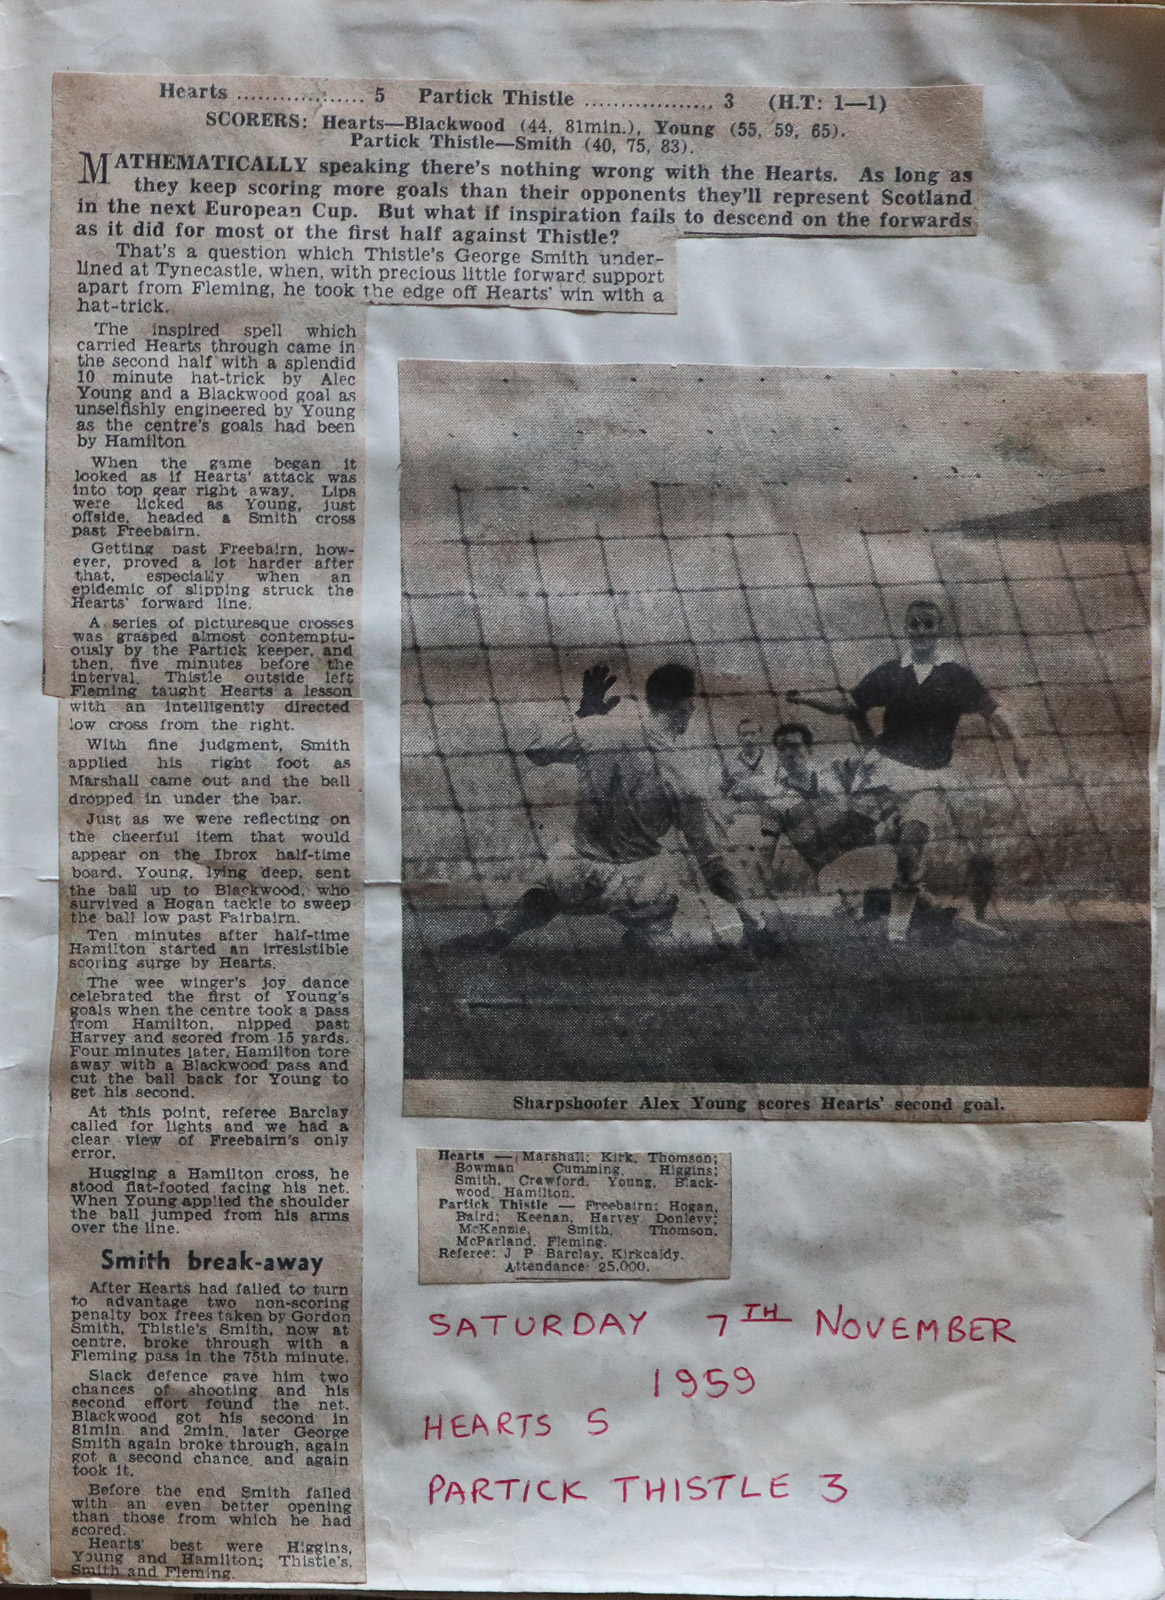 Hearts .................. 5 Partick Thistle .................. 3 (H.T: 1—1)
SCORERS: Hearts—Blackwood (44, 81min.), Young (55, 59, 65).
Partick Thistle—Smith (40, 75, 83).
MATHEMATICALLY speaking there's nothing wrong with the Hearts. As long as
they keep scoring more goals than their opponents they'll represent Scotland
in the next European Cup. But what if inspiration fails to descend on the forwards
as it did for most of the first half against Thistle?
That's a question which Thistle's George Smith under-
lined at Tynecastle, when, with precious little forward support
apart from Fleming, he took the edge off Hearts' win with a
hat-trick.
The inspired spell which
carried Hearts through came in
the second half with a splendid
10 minute hat-trick by Alec
Young and a Blackwood goal as
unselfishly engineered by Young
as the centre's goals had been
by Hamilton
When the game began it
looked as if Hearts' attack was
into top gear right away. Lips
were licked as Young, just
offside, headed a Smith cross
past Freebairn.
Getting past Freebairn, how-
ever, proved a lot harder after
that, especially when an
epidemic of slipping struck the
Hearts' forward line.
A series of picturesque crosses
was grasped almost contemptu-
ously by the Partick keeper, and
then, five minutes before the
interval, Thistle outside left
Fleming taught Hearts a lesson
with an intelligently directed
low cross from the right.
With fine judgment, Smith
applied his right foot as
Marshall came out and the ball
dropped in under the bar.
Just as we were reflecting on
the cheerful item that would
appear on the Ibrox half-time
board, Young, lying deep, sent
the ball up to Blackwood, who
survived a Hogan tackle to sweep
the ball low past Fairbairn.
Ten minutes after half-time
Hamilton started an irresistible
scoring surge by Hearts.
The wee winger's joy dance
celebrated the first of Young's
goals when the centre took a pass
from Hamilton, nipped past
Harvey and scored from 15 yards.
Four minutes later, Hamilton tore
away with a Blackwood pass and
cut the ball back for Young to
get his second.
At this point, referee Barclay
called for lights and we had a
clear view of Freebairn's only
error.
Hugging a Hamilton cross, he
stood flat-footed facing his net.
When Young applied the shoulder
the ball jumped from his arms
over the line.
Smith break-away
After Hearts had failed to turn
to advantage two non-scoring
penalty box frees taken by Gordon
Smith, Thistle's Smith, now at
centre, broke through with a
Fleming pass in the 75th minute.
Slack defence gave him two
chances of shooting and his
second effort found the net.
Blackwood got his second in
81min. and 2min. later George
Smith again broke through, again
got a second chance, and again
took it.
Before the end Smith failed
with an even better opening
than those from which he had
scored.
Hearts' best were Higgins,
Young and Hamilton; Thistle's,
Smith and Fleming.
Sharpshooter Alex Young scores Hearts' second goal.
Hearts — Marshall; Kirk, Thomson;
Bowman Cumming, Higgins;
Smith, Crawford, Young, Black-
wood, Hamilton.
Partick Thistle — Freebairn; Hogan,
Baird; Keenan, Harvey Donlevy;
McKenzie, Smith, Thomson,
McParland, Fleming.
Referee: J P Barclay, Kirkcaldy.
Attendance: 25,000.
SATURDAY 7TH NOVEMBER
1959
HEARTS 5
PARTICK THISTLE 3